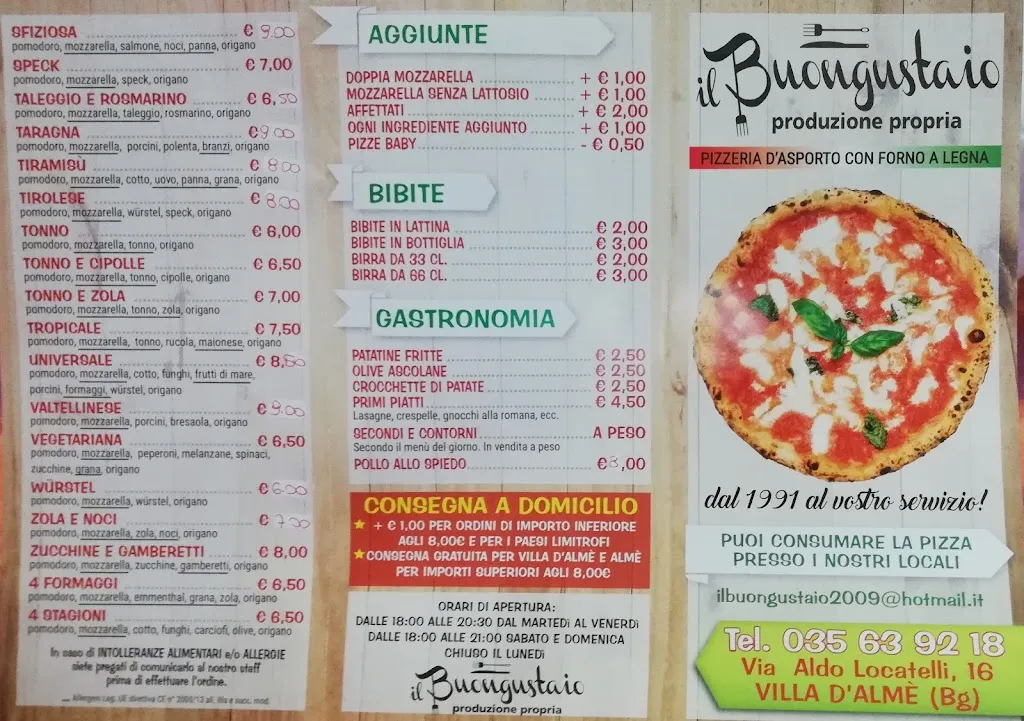 SFIZIOSA € 9.00
pomodoro, mozzarella, salmone, noci, panna, origano
SPECK € 7,00
pomodoro, mozzarella, speck, origano
TALEGGIO E ROSMARINO € 6,50
pomodoro, mozzarella, taleggio, rosmarino, origano
TARAGNA € 9.00
pomodoro, mozzarella, porcini, polenta, branzi, origano
TIRAMISÙ € 8.00
pomodoro, mozzarella, cotto, uovo, panna, grana, origano
TIROLESE € 8.00
pomodoro, mozzarella, würstel, speck, origano
TONNO € 6,00
pomodoro, mozzarella, tonno, origano
TONNO E CIPOLLE € 6,50
pomodoro, mozzarella, tonno, cipolle, origano
TONNO E ZOLA € 7,00
pomodoro, mozzarella, tonno, zola, origano
TROPICALE € 7,50
pomodoro, mozzarella, tonno, rucola, maionese, origano
UNIVERSALE € 8,50
pomodoro, mozzarella, cotto, funghi, frutti di mare,
porcini, formaggi, würstel, origano
VALTELLINESE € 9.00
pomodoro, mozzarella, porcini, bresaola, origano
VEGETARIANA € 6,50
pomodoro, mozzarella, peperoni, melanzane, spinaci,
zucchine, grana, origano
WÜRSTEL € 6.00
pomodoro, mozzarella, würstel, origano
ZOLA E NOCI € 7.00
pomodoro, mozzarella, zola, noci, origano
ZUCCHINE E GAMBERETTI € 8,00
pomodoro, mozzarella, zucchine, gamberetti, origano
4 FORMAGGI € 6,50
pomodoro, mozzarella, emmenthal, grana, zola, origano
4 STAGIONI € 6,50
pomodoro, mozzarella, cotto, funghi, carciofi, olive, origano
In caso di INTOLLERANZE ALIMENTARI e/o ALLERGIE
siete pregati di comunicarlo al nostro staff
prima di effettuare l'ordine.
Allergeni Leg. UE direttiva CE n° 2000/13 all. IIIa e succ. mod.
AGGIUNTE
DOPPIA MOZZARELLA + € 1,00
MOZZARELLA SENZA LATTOSIO + € 1,00
AFFETTATI + € 2,00
OGNI INGREDIENTE AGGIUNTO + € 1,00
PIZZE BABY - € 0,50
BIBITE
BIBITE IN LATTINA € 2,00
BIBITE IN BOTTIGLIA € 3,00
BIRRA DA 33 CL. € 2,00
BIRRA DA 66 CL. € 3,00
GASTRONOMIA
PATATINE FRITTE € 2,50
OLIVE ASCOLANE € 2,50
CROCCHETTE DI PATATE € 2,50
PRIMI PIATTI € 4,50
Lasagne, crespelle, gnocchi alla romana, ecc.
SECONDI E CONTORNI A PESO
Secondo il menù del giorno. In vendita a peso
POLLO ALLO SPIEDO €8,00
CONSEGNA A DOMICILIO
+ € 1,00 PER ORDINI DI IMPORTO INFERIORE
AGLI 8,00€ E PER I PAESI LIMITROFI
CONSEGNA GRATUITA PER VILLA D'ALMÈ E ALMÈ
PER IMPORTI SUPERIORI AGLI 8,00€
ORARI DI APERTURA:
DALLE 18:00 ALLE 20:30 DAL MARTEDÌ AL VENERDÌ
DALLE 18:00 ALLE 21:00 SABATO E DOMENICA
CHIUSO IL LUNEDÌ
il Buongustaio
produzione propria
il Buongustaio
produzione propria
PIZZERIA D'ASPORTO CON FORNO A LEGNA
dal 1991 al vostro servizio!
PUOI CONSUMARE LA PIZZA
PRESSO I NOSTRI LOCALI
ilbuongustaio2009@hotmail.it
Tel. 035 63 92 18
Via Aldo Locatelli, 16
VILLA D'ALMÈ (Bg)